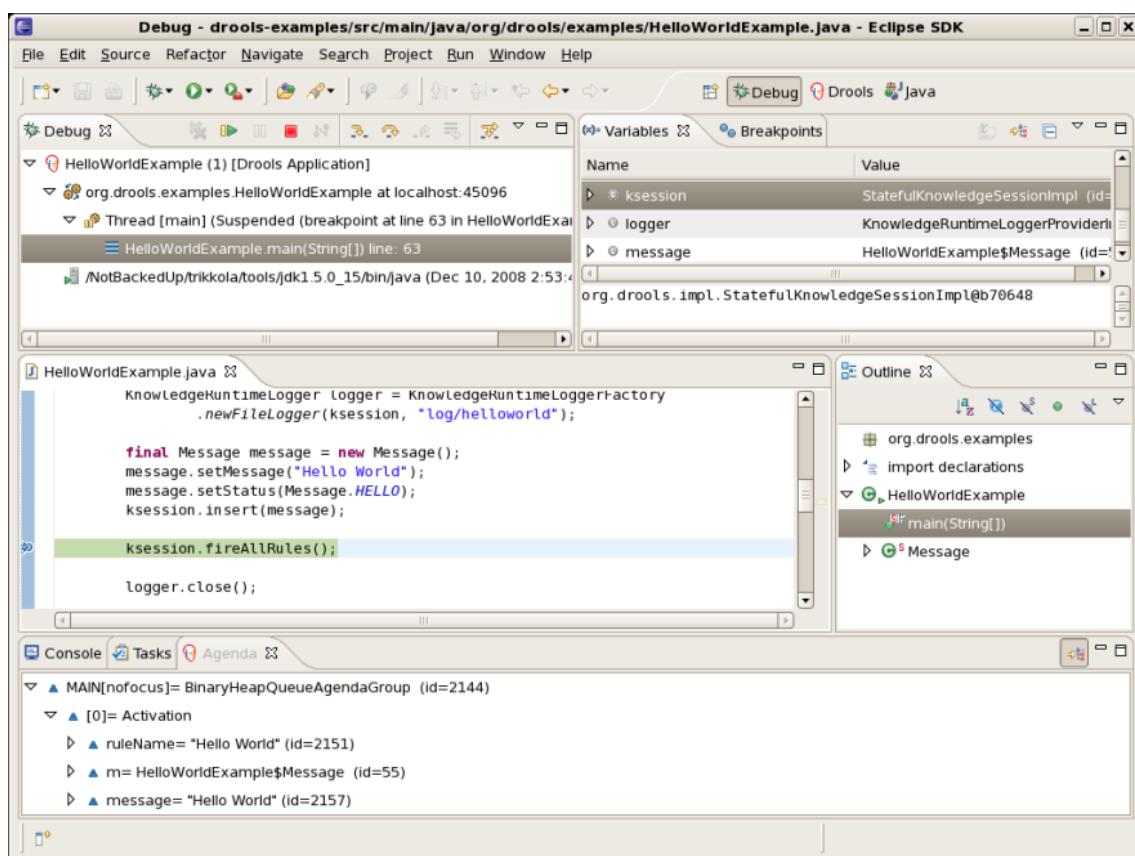 Debug - drools-examples/src/main/java/org/drools/examples/HelloWorldExample.java - Eclipse SDK
File Edit Source Refactor Navigate Search Project Run Window Help
Debug Drools Java
Debug
HelloWorldExample (1) [Drools Application]
org.drools.examples.HelloWorldExample at localhost:45096
Thread [main] (Suspended (breakpoint at line 63 in HelloWorldExa
HelloWorldExample.main(String[]) line: 63
/NotBackedUp/trikkola/tools/jdk1.5.0_15/bin/java (Dec 10, 2008 2:53:4
Variables Breakpoints
Name Value
ksession StatefulKnowledgeSessionImpl (id=
logger KnowledgeRuntimeLoggerProviderI
message HelloWorldExample$Message (id=
org.drools.impl.StatefulKnowledgeSessionImpl@b70648
HelloWorldExample.java
KnowledgeRuntimeLogger logger = KnowledgeRuntimeLoggerFactory
.newFileLogger(ksession, "log/helloworld");
final Message message = new Message();
message.setMessage("Hello World");
message.setStatus(Message.HELLO);
ksession.insert(message);
ksession.fireAllRules();
logger.close();
Outline
org.drools.examples
import declarations
HelloWorldExample
main(String[])
Message
Console Tasks Agenda
MAIN[nofocus]= BinaryHeapQueueAgendaGroup (id=2144)
[0]= Activation
ruleName= "Hello World" (id=2151)
m= HelloWorldExample$Message (id=55)
message= "Hello World" (id=2157)